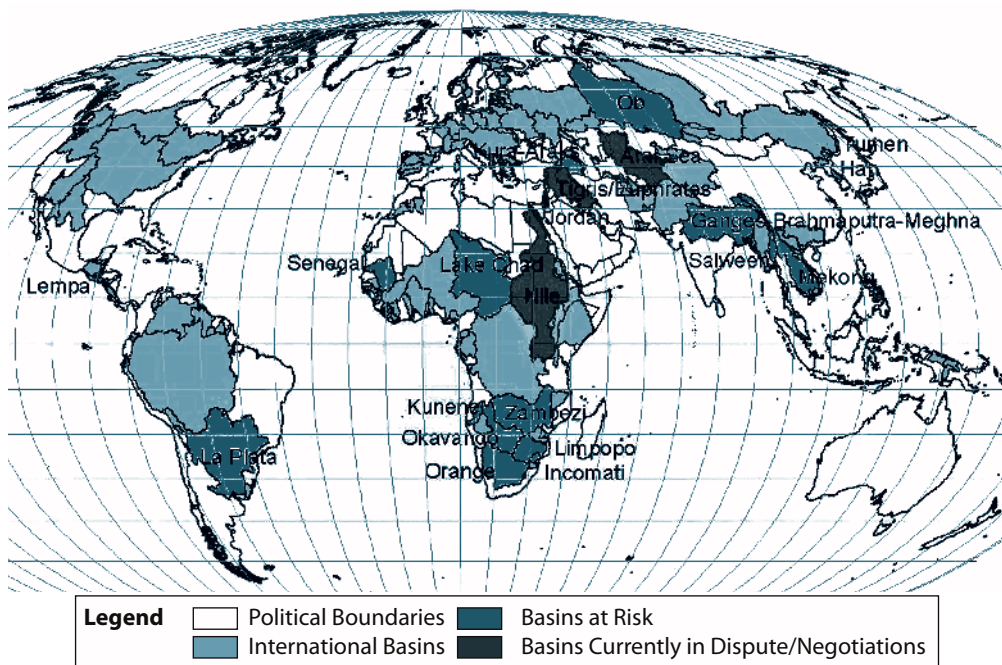 Ob
Kura-Araks
Aral Sea
Tumen
Han
Tigris/Euphrates
Jordan
Ganges-Brahmaputra-Meghna
Senegal
Lake Chad
Salween
Lempa
Nile
Mekong
Kunene
Zambezi
Okavango
Limpopo
La Plata
Orange
Incomati
Legend
Political Boundaries
Basins at Risk
International Basins
Basins Currently in Dispute/Negotiations